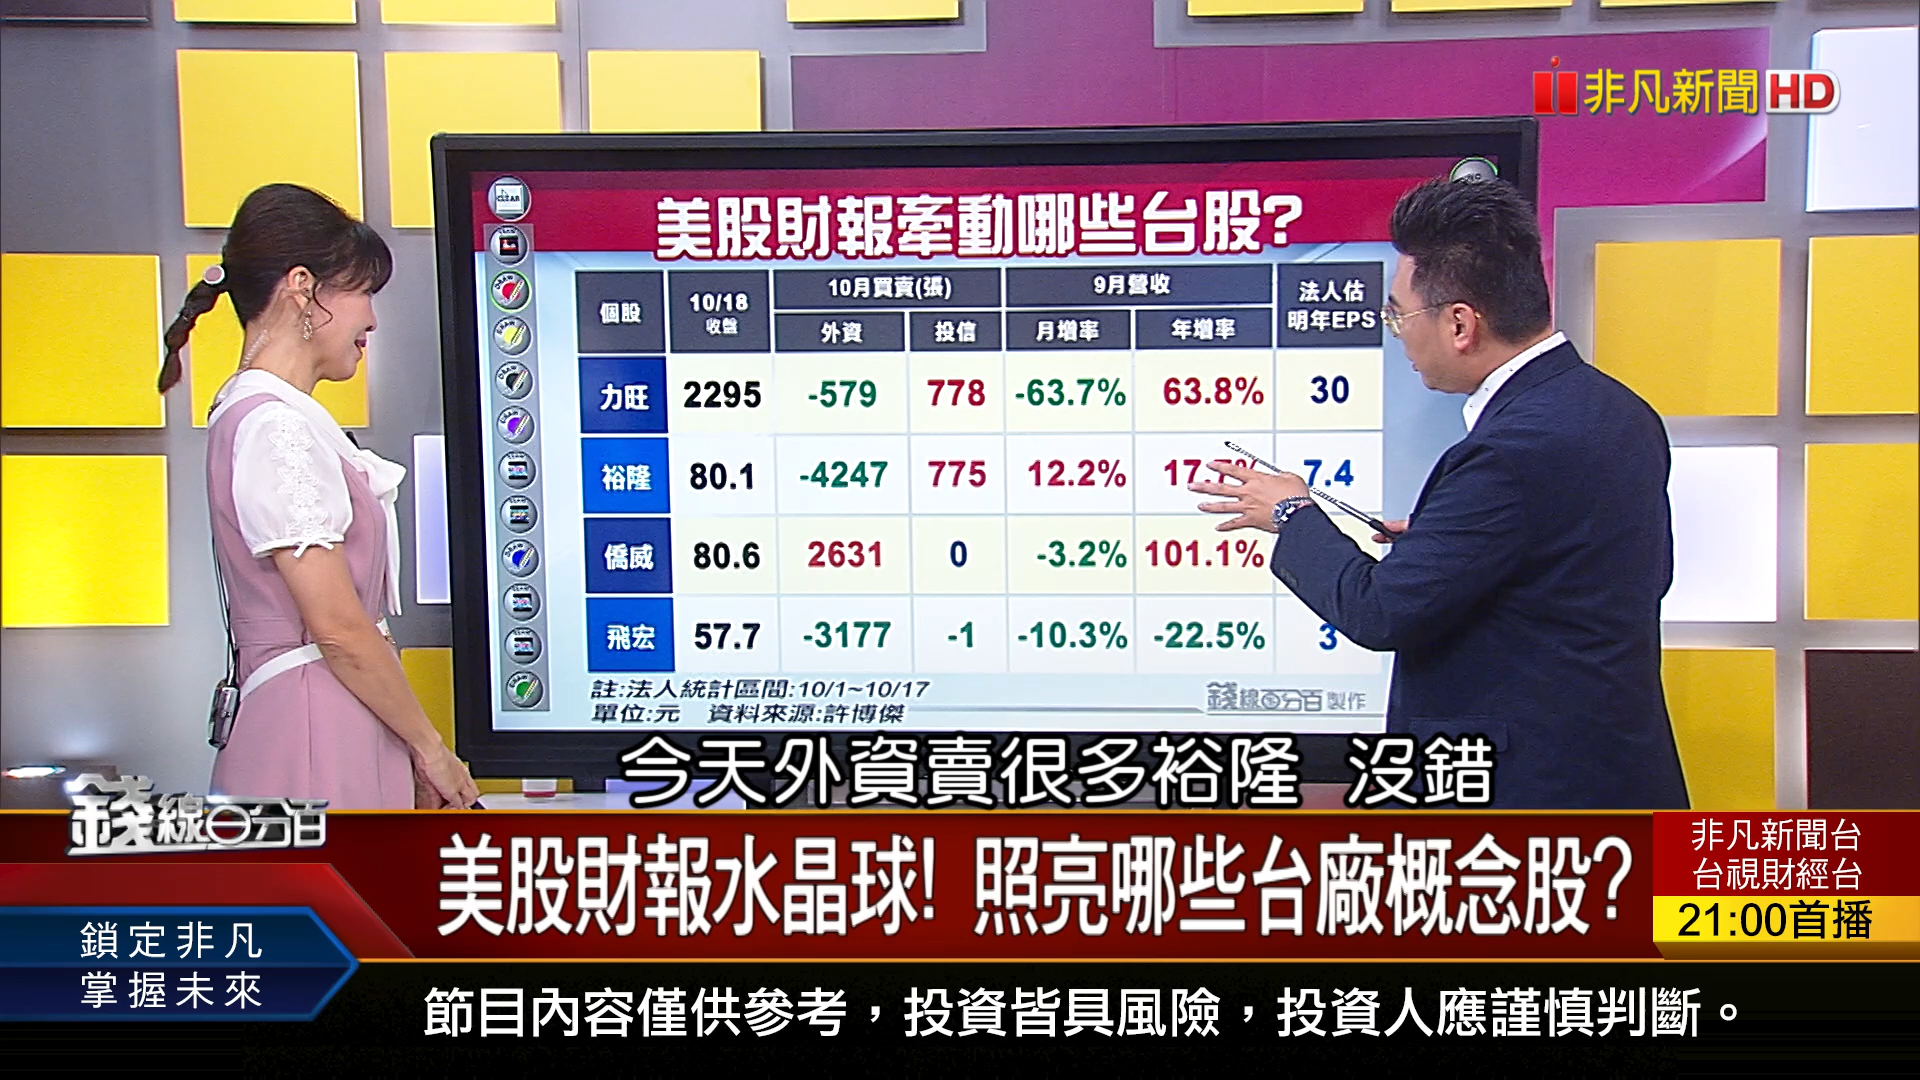 非凡新聞HD
CLEAR
美股財報牽動哪些台股?
個股 10/18 收盤 10月買賣(張) 9月營收 法人估明年EPS
外資 投信 月增率 年增率
力旺 2295 -579 778 -63.7% 63.8% 30
裕隆 80.1 -4247 775 12.2% 7.4
僑威 80.6 2631 0 -3.2% 101.1%
飛宏 57.7 -3177 -1 -10.3% -22.5% 3
註:法人統計區間:10/1~10/17
單位:元 資料來源:許博傑
錢線百分百 製作
今天外資賣很多裕隆 沒錯
錢線百分百
美股財報水晶球! 照亮哪些台廠概念股?
非凡新聞台
台視財經台
21:00首播
鎖定非凡
掌握未來
節目內容僅供參考，投資皆具風險，投資人應謹慎判斷。